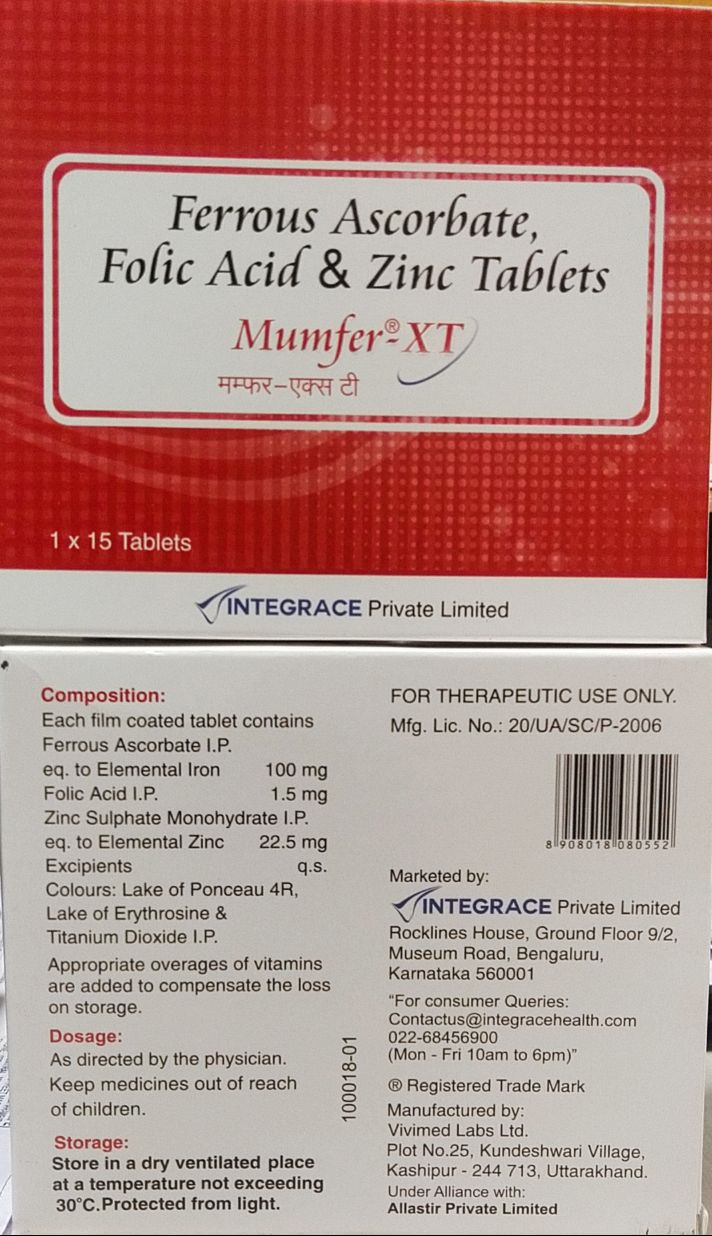 Ferrous Ascorbate,
Folic Acid & Zinc Tablets
Mumfer®-XT
मम्फर-एक्स टी
1 x 15 Tablets
INTEGRACE Private Limited
Composition:
Each film coated tablet contains
Ferrous Ascorbate I.P.
eq. to Elemental Iron 100 mg
Folic Acid I.P. 1.5 mg
Zinc Sulphate Monohydrate I.P.
eq. to Elemental Zinc 22.5 mg
Excipients q.s.
Colours: Lake of Ponceau 4R,
Lake of Erythrosine &
Titanium Dioxide I.P.
Appropriate overages of vitamins
are added to compensate the loss
on storage.
Dosage:
As directed by the physician.
Keep medicines out of reach
of children.
Storage:
Store in a dry ventilated place
at a temperature not exceeding
30°C.Protected from light.
100018-01
FOR THERAPEUTIC USE ONLY.
Mfg. Lic. No.: 20/UA/SC/P-2006
8 908018 080552
Marketed by:
INTEGRACE Private Limited
Rocklines House, Ground Floor 9/2,
Museum Road, Bengaluru,
Karnataka 560001
"For consumer Queries:
Contactus@integracehealth.com
022-68456900
(Mon - Fri 10am to 6pm)"
® Registered Trade Mark
Manufactured by:
Vivimed Labs Ltd.
Plot No.25, Kundeshwari Village,
Kashipur - 244 713, Uttarakhand.
Under Alliance with:
Allastir Private Limited